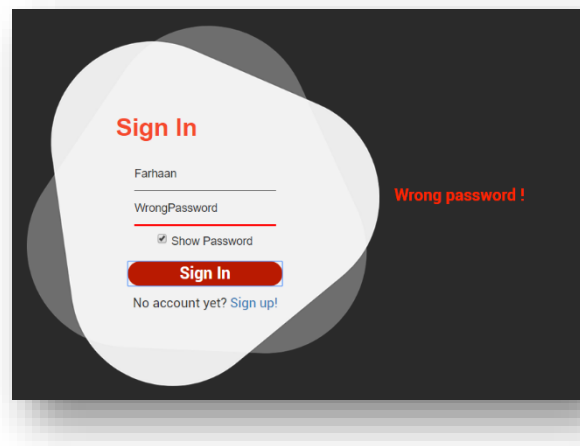 Sign In
Farhaan
WrongPassword
Show Password
Sign In
No account yet? Sign up!
Wrong password !